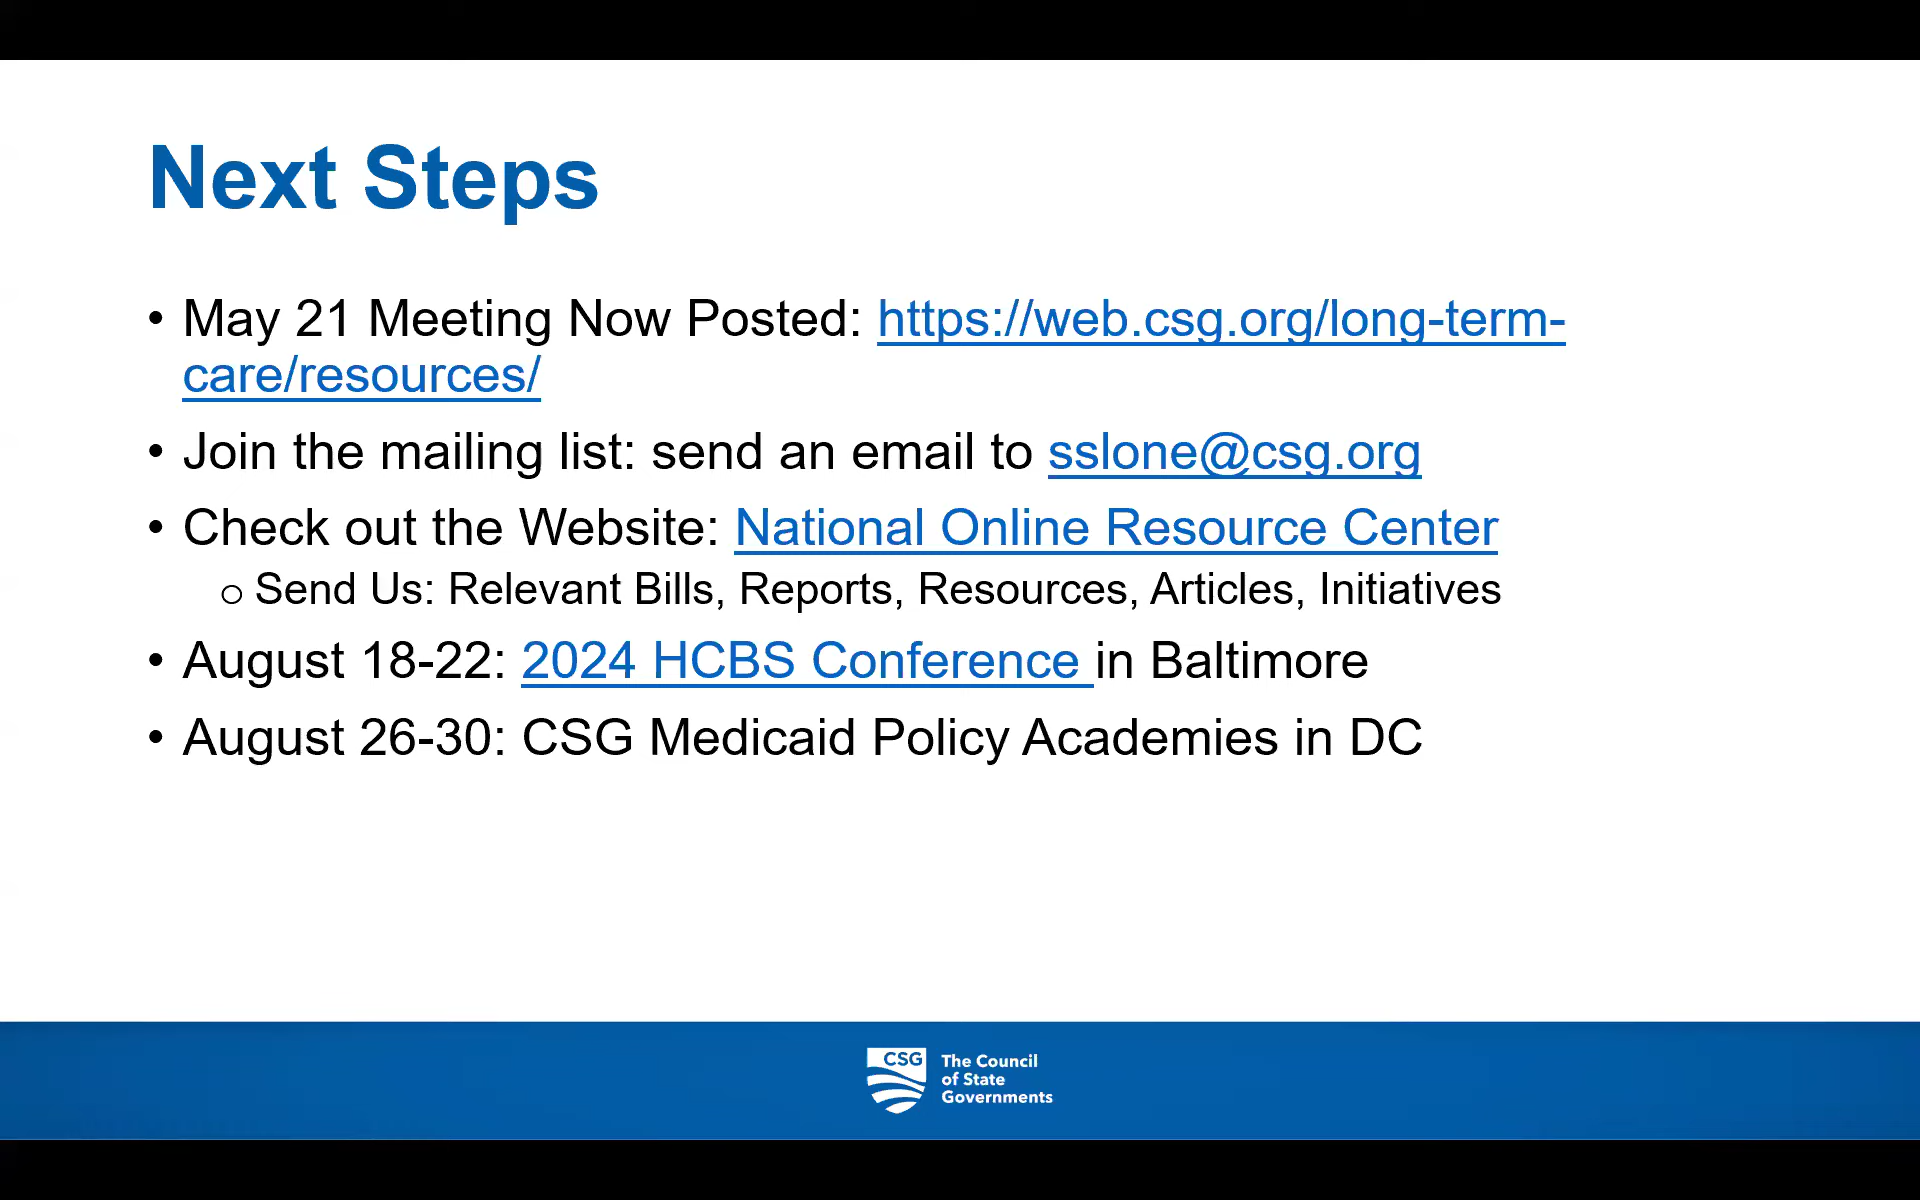 Next Steps
• May 21 Meeting Now Posted: https://web.csg.org/long-term-
care/resources/
• Join the mailing list: send an email to sslone@csg.org
• Check out the Website: National Online Resource Center
o Send Us: Relevant Bills, Reports, Resources, Articles, Initiatives
• August 18-22: 2024 HCBS Conference in Baltimore
• August 26-30: CSG Medicaid Policy Academies in DC
CSG
The Council
of State
Governments